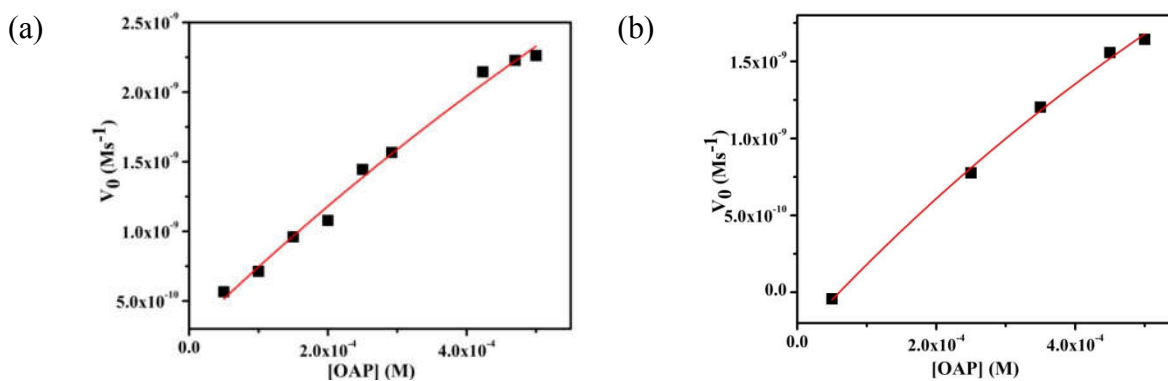 (a)
2.5x10⁻⁹
2.0x10⁻⁹
1.5x10⁻⁹
1.0x10⁻⁹
5.0x10⁻¹⁰
V₀ (Ms⁻¹)
0.0
2.0x10⁻⁴
4.0x10⁻⁴
[OAP] (M)
(b)
1.5x10⁻⁹
1.0x10⁻⁹
5.0x10⁻¹⁰
0.0
V₀ (Ms⁻¹)
0.0
2.0x10⁻⁴
4.0x10⁻⁴
[OAP] (M)